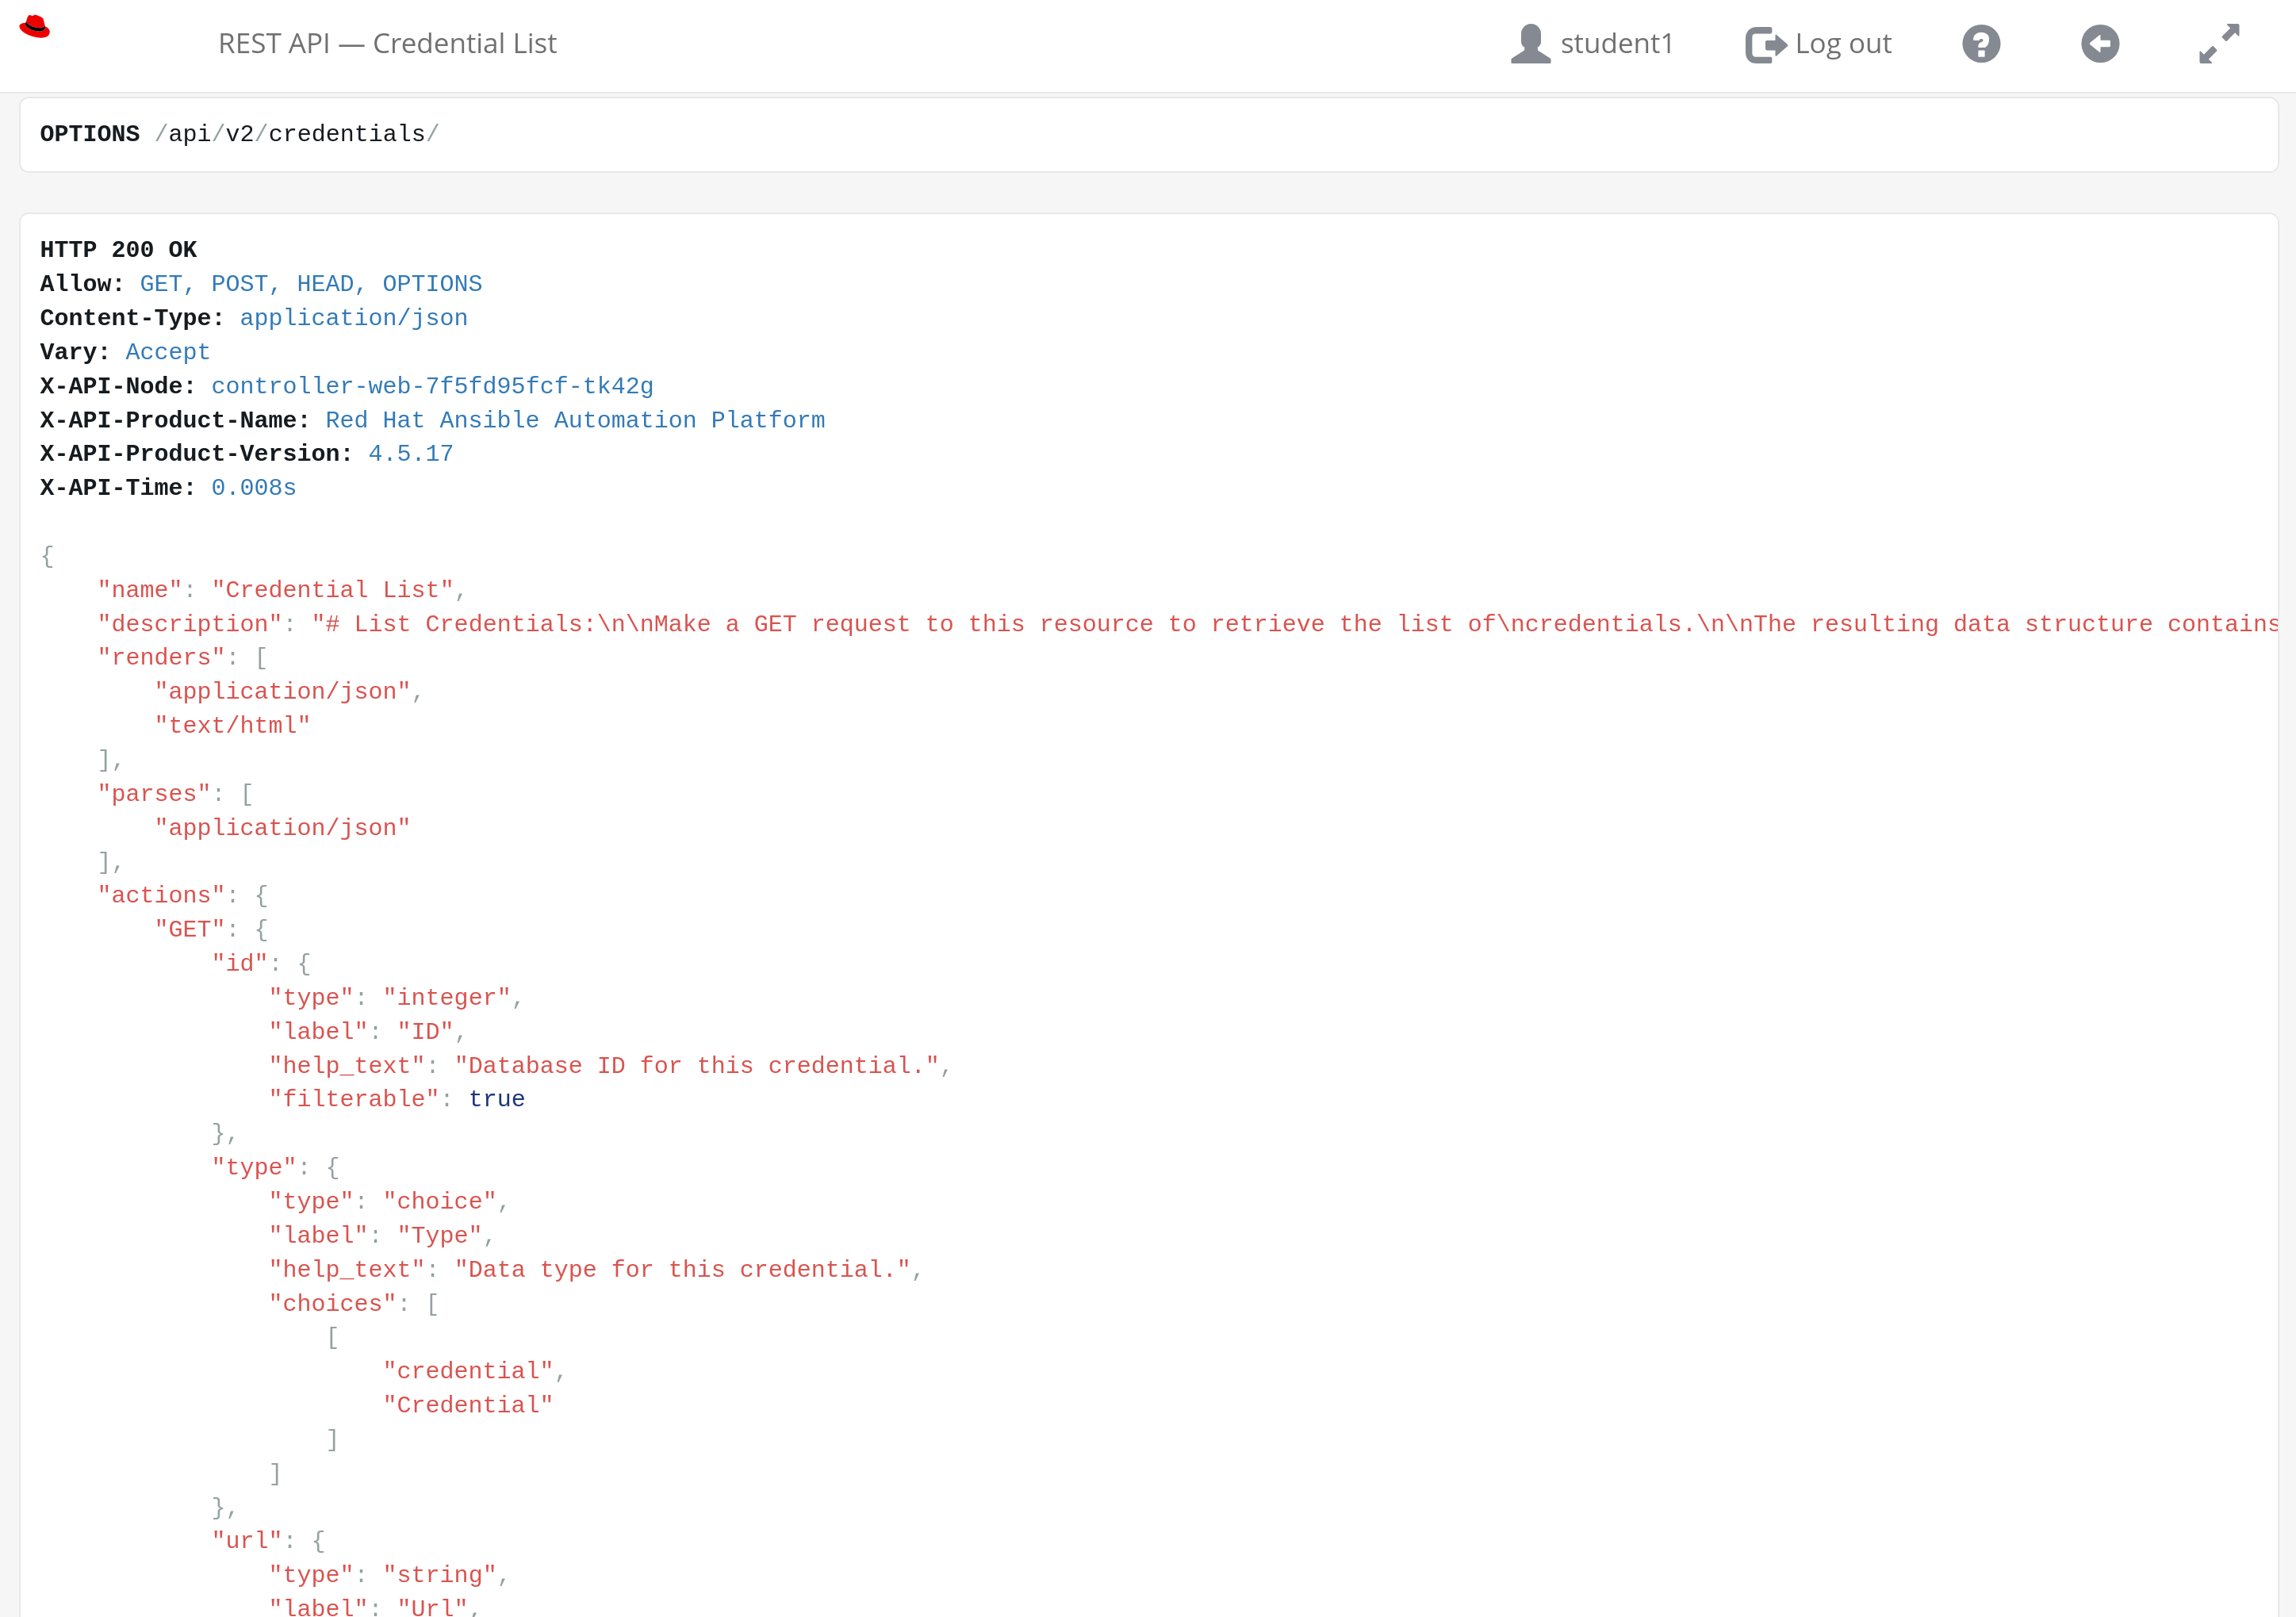 REST API — Credential List student1 Log out
OPTIONS /api/v2/credentials/
HTTP 200 OK
Allow: GET, POST, HEAD, OPTIONS
Content-Type: application/json
Vary: Accept
X-API-Node: controller-web-7f5fd95fcf-tk42g
X-API-Product-Name: Red Hat Ansible Automation Platform
X-API-Product-Version: 4.5.17
X-API-Time: 0.008s
{
    "name": "Credential List",
    "description": "# List Credentials:\n\nMake a GET request to this resource to retrieve the list of\ncredentials.\n\nThe resulting data structure contains
    "renders": [
        "application/json",
        "text/html"
    ],
    "parses": [
        "application/json"
    ],
    "actions": {
        "GET": {
            "id": {
                "type": "integer",
                "label": "ID",
                "help_text": "Database ID for this credential.",
                "filterable": true
            },
            "type": {
                "type": "choice",
                "label": "Type",
                "help_text": "Data type for this credential.",
                "choices": [
                    [
                        "credential",
                        "Credential"
                    ]
                ]
            },
            "url": {
                "type": "string",
                "label": "Url",